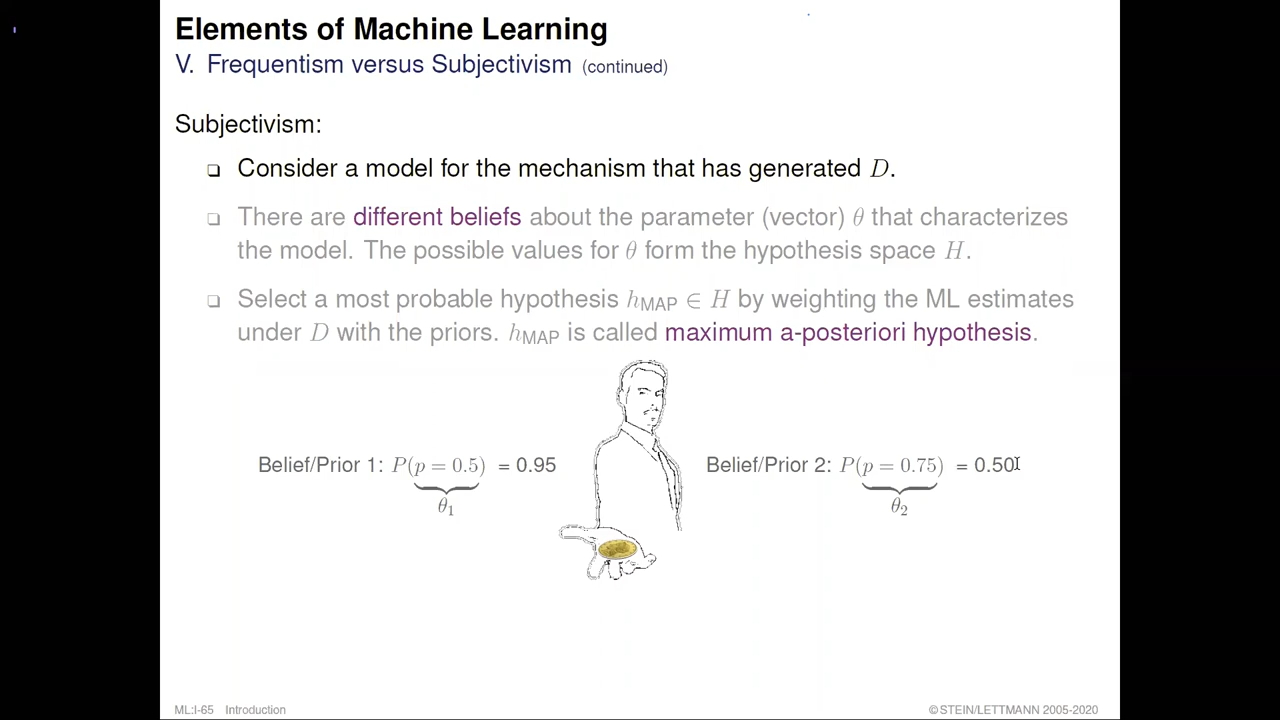 Elements of Machine Learning
V. Frequentism versus Subjectivism (continued)
Subjectivism:
❏ Consider a model for the mechanism that has generated D.
❏ There are different beliefs about the parameter (vector) θ that characterizes
the model. The possible values for θ form the hypothesis space H.
❏ Select a most probable hypothesis h_MAP ∈ H by weighting the ML estimates
under D with the priors. h_MAP is called maximum a-posteriori hypothesis.
Belief/Prior 1: P(p = 0.5) = 0.95
θ₁
Belief/Prior 2: P(p = 0.75) = 0.50
θ₂
ML:I-65 Introduction
© STEIN/LETTMANN 2005-2020